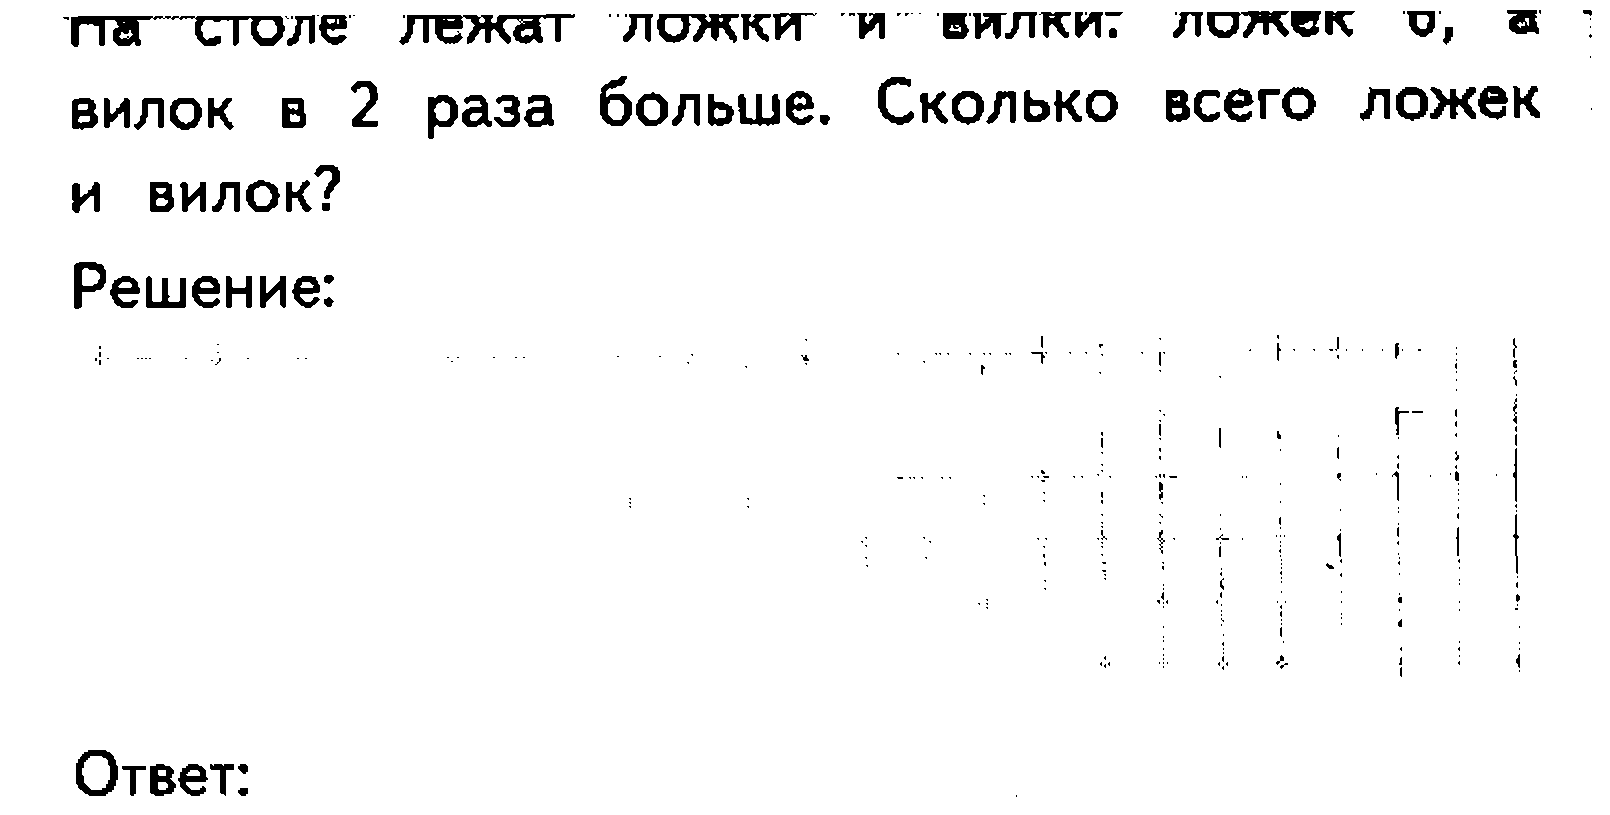 На столе лежат ложки и вилки. Ложек , а
вилок в 2 раза больше. Сколько всего ложек
и вилок?
Решение:
Ответ: